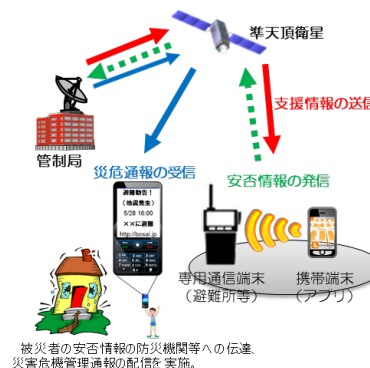 準天頂衛星
支援情報の送信
管制局
災危通報の受信
安否情報の発信
避難勧告！
（地震発生）
5/28 16:00
××に避難
http://bosai.jp
専用通信端末
（避難所等）
携帯端末
（アプリ）
被災者の安否情報の防災機関等への伝達、
災害危機管理通報の配信を実施。